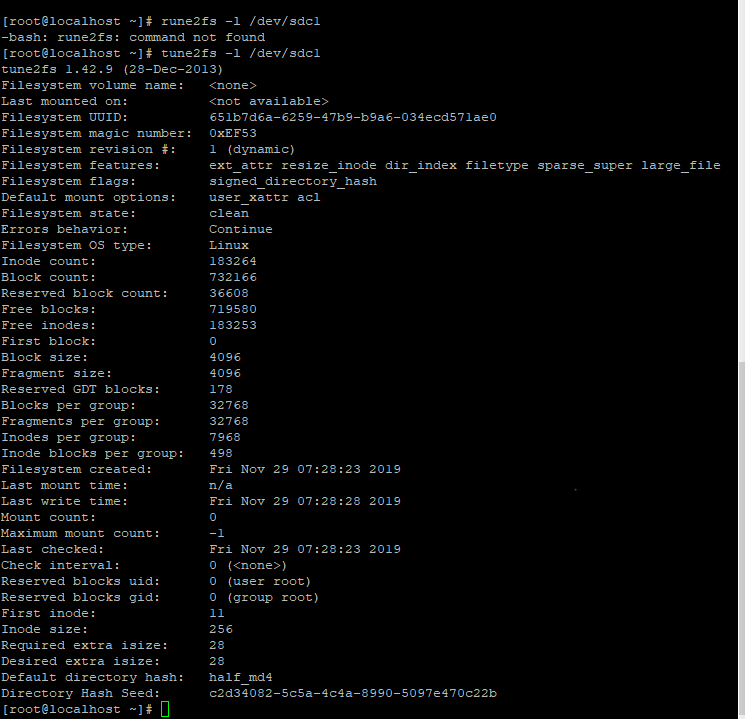 [root@localhost ~]# rune2fs -l /dev/sdc1
-bash: rune2fs: command not found
[root@localhost ~]# tune2fs -l /dev/sdc1
tune2fs 1.42.9 (28-Dec-2013)
Filesystem volume name:   <none>
Last mounted on:          <not available>
Filesystem UUID:          651b7d6a-6259-47b9-b9a6-034ecd571ae0
Filesystem magic number:  0xEF53
Filesystem revision #:    1 (dynamic)
Filesystem features:      ext_attr resize_inode dir_index filetype sparse_super large_file
Filesystem flags:         signed_directory_hash
Default mount options:    user_xattr acl
Filesystem state:         clean
Errors behavior:          Continue
Filesystem OS type:       Linux
Inode count:              183264
Block count:              732166
Reserved block count:     36608
Free blocks:              719580
Free inodes:              183253
First block:              0
Block size:               4096
Fragment size:            4096
Reserved GDT blocks:      178
Blocks per group:         32768
Fragments per group:      32768
Inodes per group:         7968
Inode blocks per group:   498
Filesystem created:       Fri Nov 29 07:28:23 2019
Last mount time:          n/a
Last write time:          Fri Nov 29 07:28:28 2019
Mount count:              0
Maximum mount count:      -1
Last checked:             Fri Nov 29 07:28:23 2019
Check interval:           0 (<none>)
Reserved blocks uid:      0 (user root)
Reserved blocks gid:      0 (group root)
First inode:              11
Inode size:               256
Required extra isize:     28
Desired extra isize:      28
Default directory hash:   half_md4
Directory Hash Seed:      c2d34082-5c5a-4c4a-8990-5097e470c22b
[root@localhost ~]#